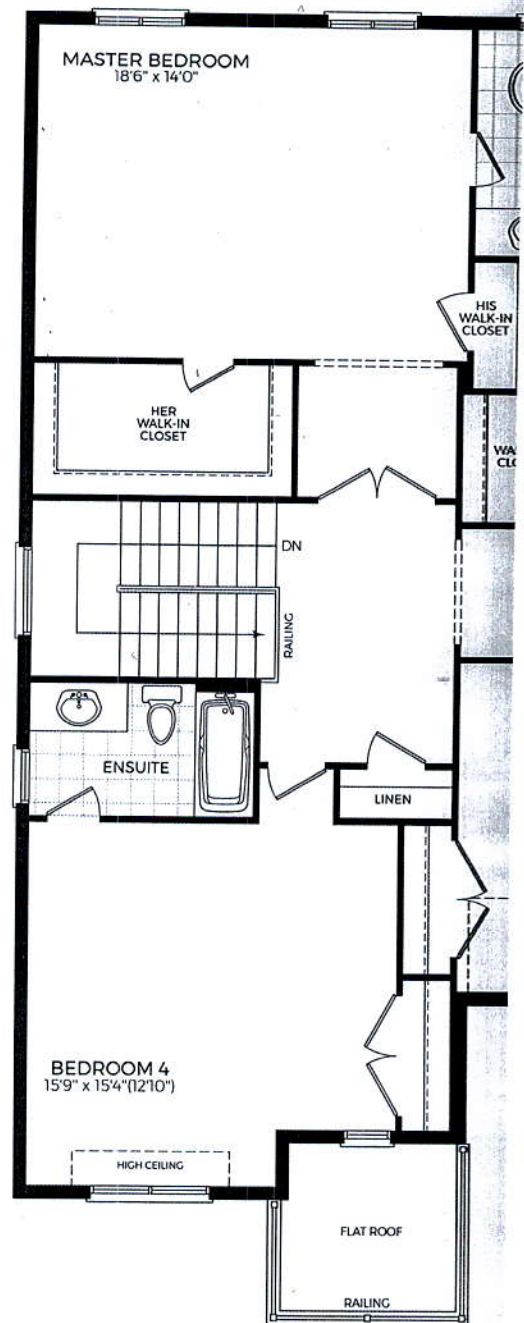 MASTER BEDROOM
18'6" x 14'0"
HIS
WALK-IN
CLOSET
HER
WALK-IN
CLOSET
DN
RAILING
ENSUITE
LINEN
BEDROOM 4
15'9" x 15'4"(12'10")
HIGH CEILING
FLAT ROOF
RAILING